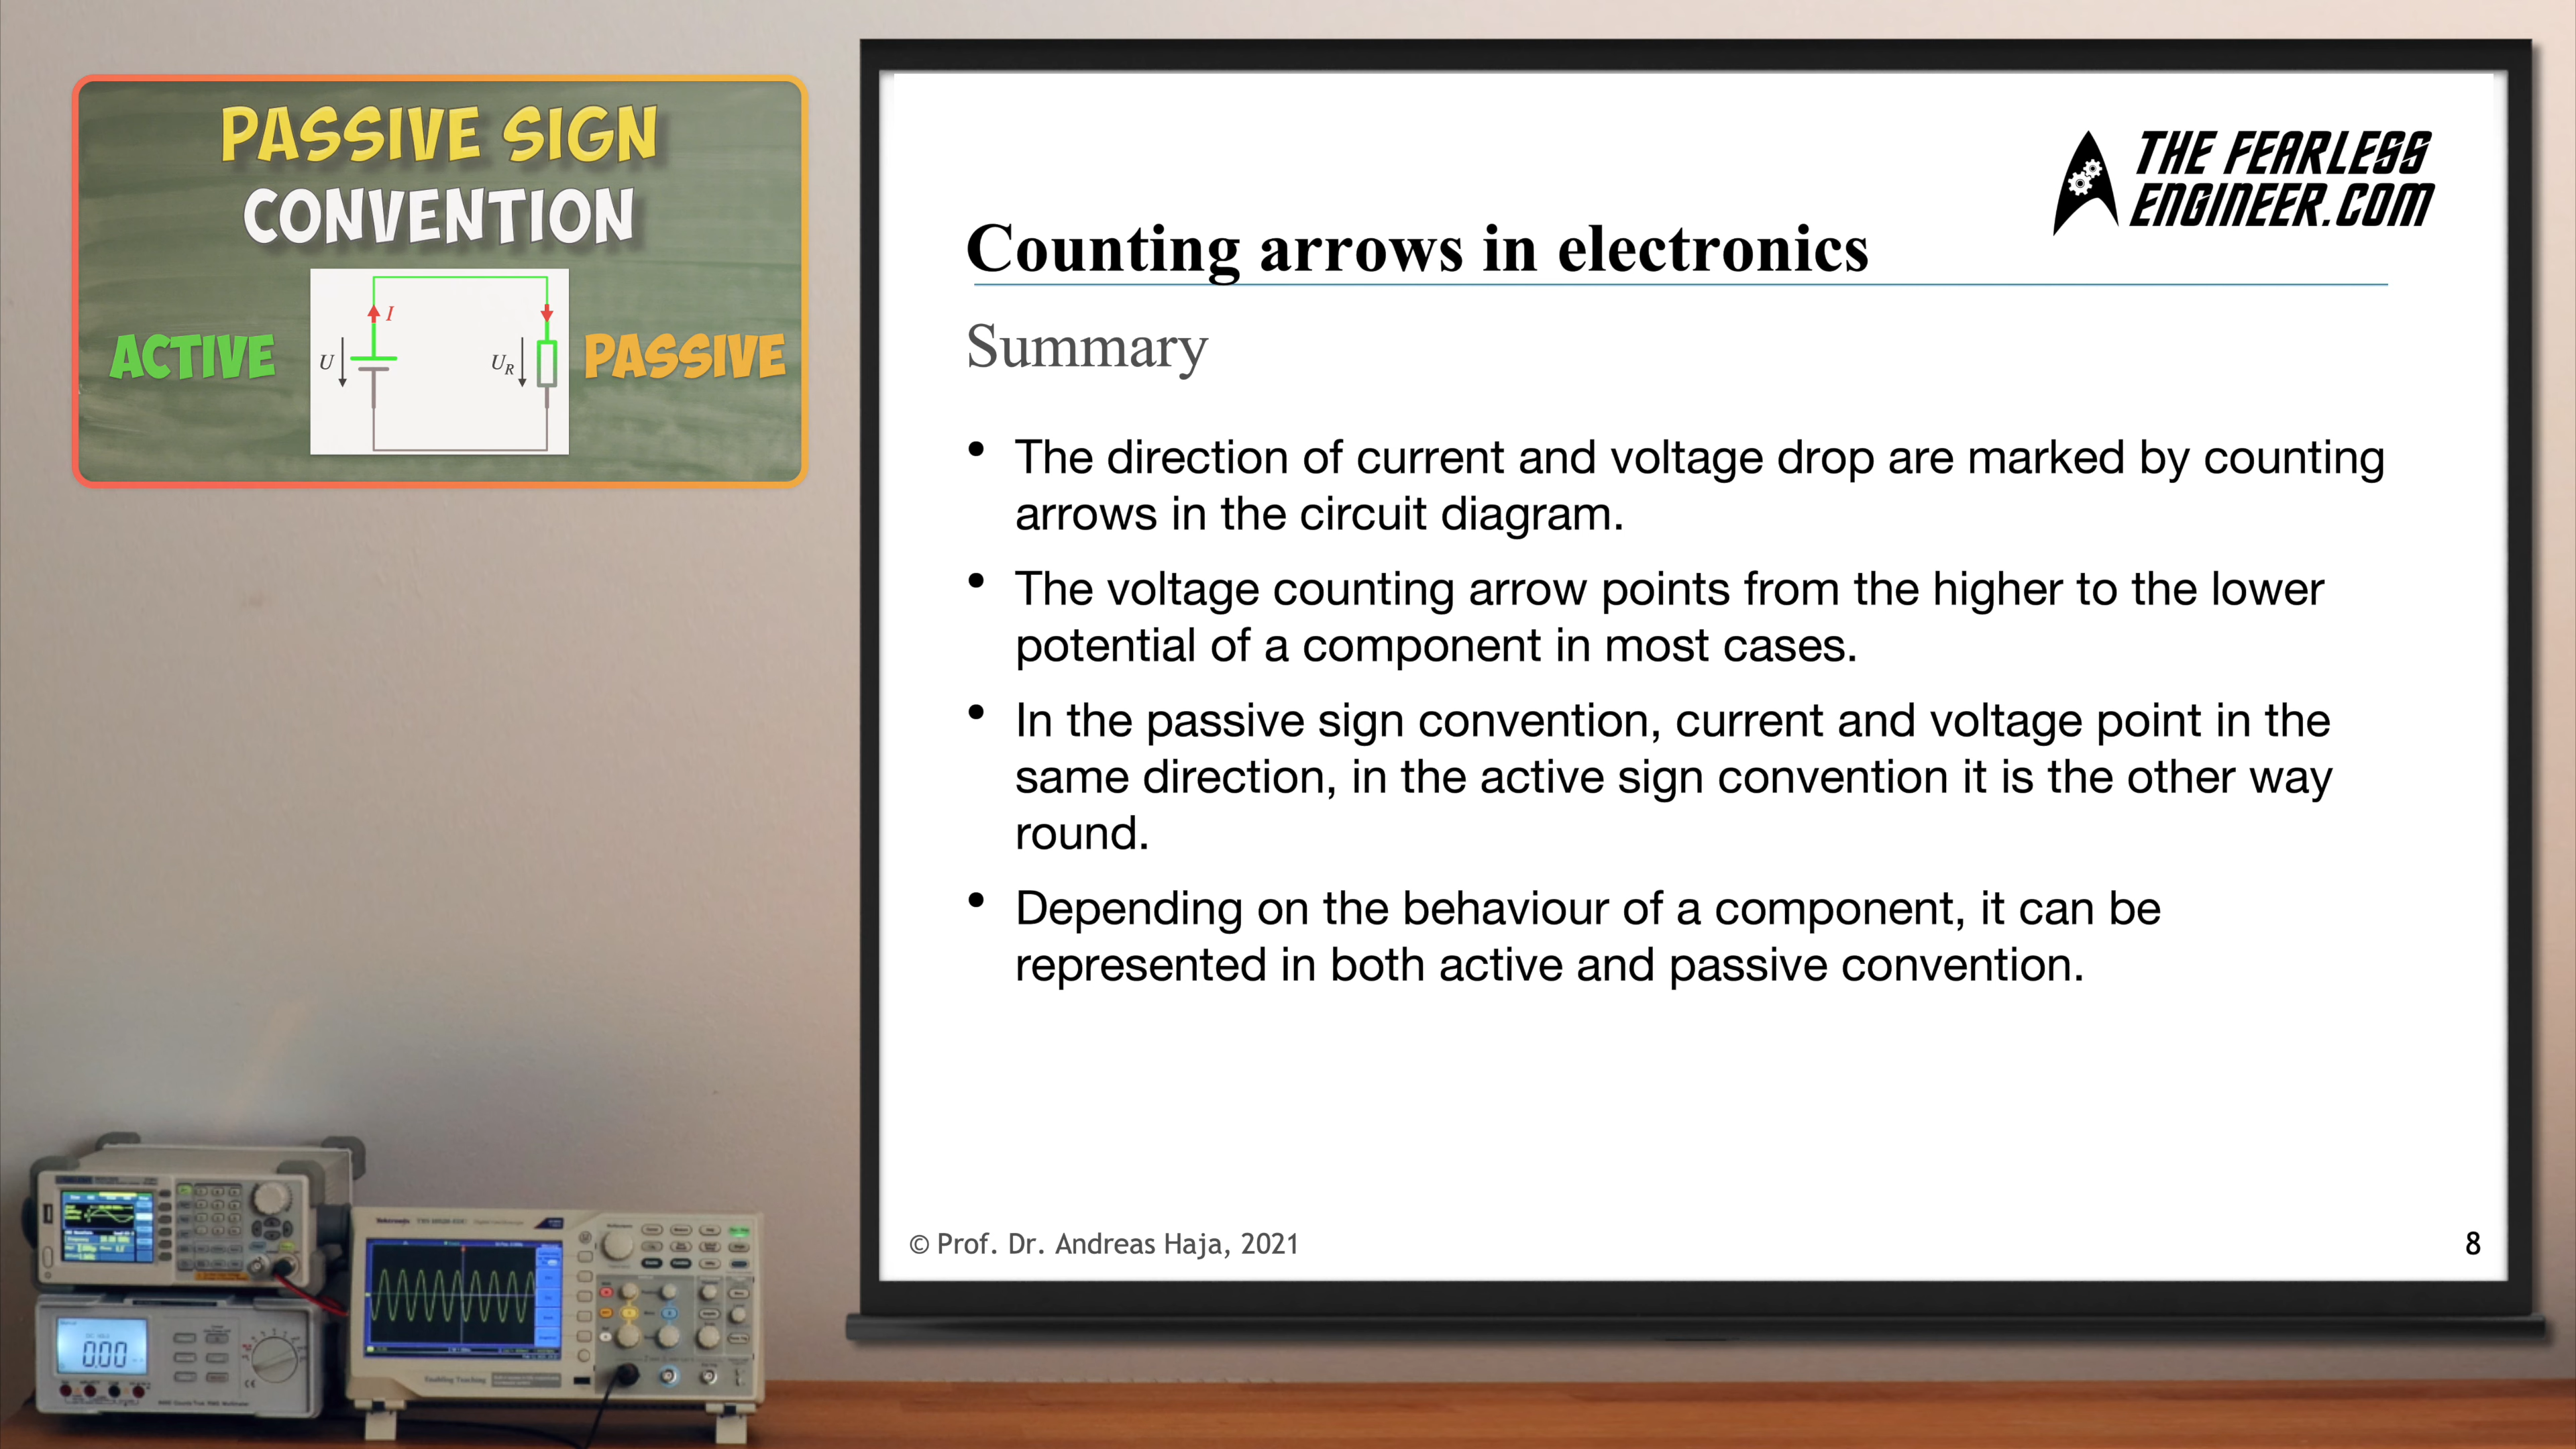 PASSIVE SIGN
CONVENTION
ACTIVE
I
U
U_R
PASSIVE
THE FEARLESS
ENGINEER.COM
Counting arrows in electronics
Summary
• The direction of current and voltage drop are marked by counting
arrows in the circuit diagram.
• The voltage counting arrow points from the higher to the lower
potential of a component in most cases.
• In the passive sign convention, current and voltage point in the
same direction, in the active sign convention it is the other way
round.
• Depending on the behaviour of a component, it can be
represented in both active and passive convention.
© Prof. Dr. Andreas Haja, 2021
8
Tektronix
0.00